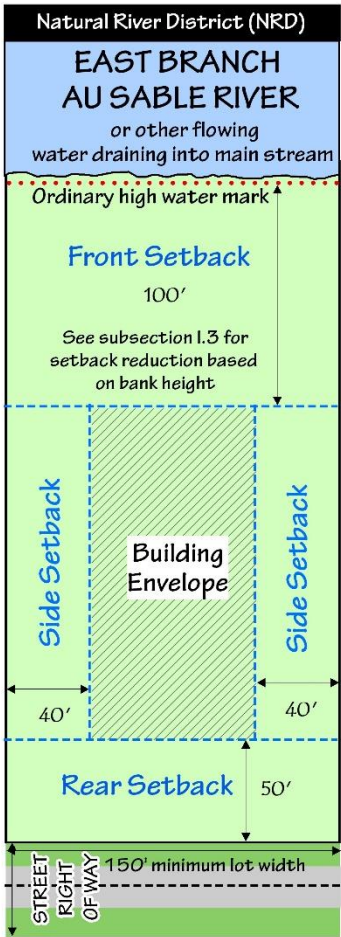 Natural River District (NRD)
EAST BRANCH
AU SABLE RIVER
or other flowing
water draining into main stream
Ordinary high water mark
Front Setback
100'
See subsection I.3 for
setback reduction based
on bank height
Side Setback
Building
Envelope
Side Setback
40'
40'
Rear Setback
50'
150' minimum lot width
STREET
RIGHT
OF WAY